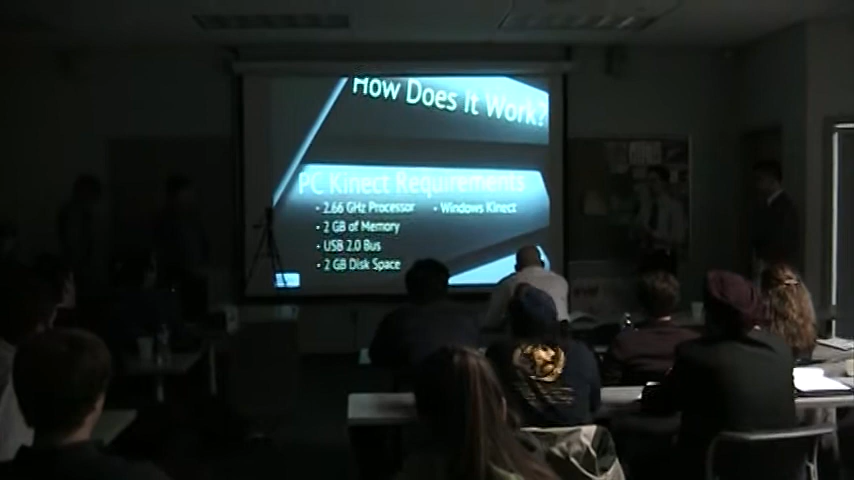 How Does it Work?
PC Kinect Requirements
• 2.66 GHz Processor
• 2 GB of Memory
• USB 2.0 Bus
• 2 GB Disk Space
• Windows Kinect